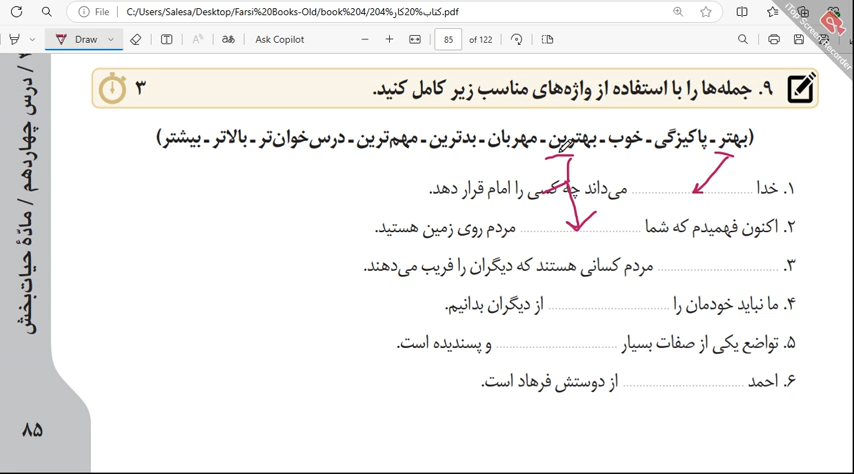 File
C:/Users/Salesa/Desktop/Farsi%20Books-Old/book%204/204%کتاب%20کار.pdf
Draw
Ask Copilot
85
of 122
iTop Screen Recorder
۹. جمله‌ها را با استفاده از واژه‌های مناسب زیر کامل کنید.
۳
(بهتر ـ پاکیزگی ـ خوب ـ بهترین ـ مهربان ـ بدترین ـ مهم‌ترین ـ درس‌خوان‌تر ـ بالاتر ـ بیشتر)
۱. خدا .............................. می‌داند چه کسی را امام قرار دهد.
۲. اکنون فهمیدم که شما .............................. مردم روی زمین هستید.
۳. .............................. مردم کسانی هستند که دیگران را فریب می‌دهند.
۴. ما نباید خودمان را .............................. از دیگران بدانیم.
۵. تواضع یکی از صفات بسیار .............................. و پسندیده است.
۶. احمد .............................. از دوستش فرهاد است.
درس چهاردهم / مادّهٔ حیات‌بخش
۸۵